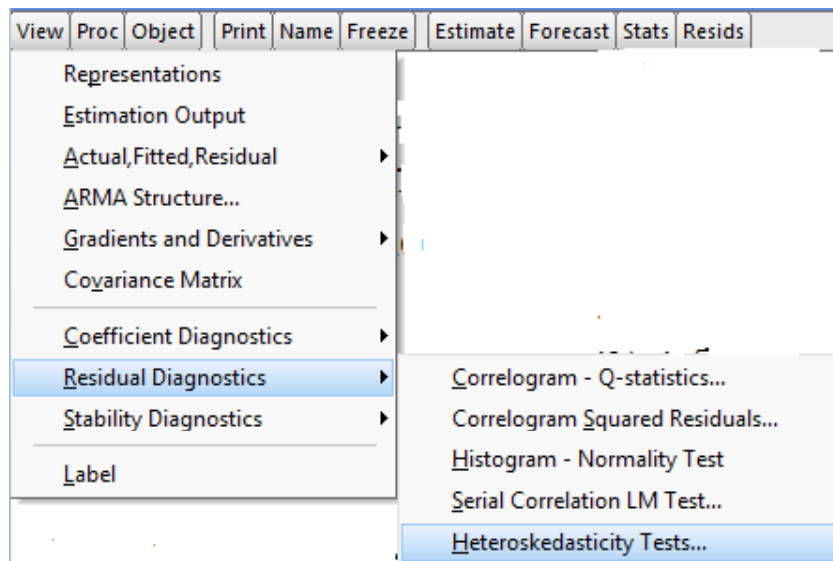 View Proc Object Print Name Freeze Estimate Forecast Stats Resids
Representations
Estimation Output
Actual,Fitted,Residual
ARMA Structure...
Gradients and Derivatives
Covariance Matrix
Coefficient Diagnostics
Residual Diagnostics
Stability Diagnostics
Label
Correlogram - Q-statistics...
Correlogram Squared Residuals...
Histogram - Normality Test
Serial Correlation LM Test...
Heteroskedasticity Tests...